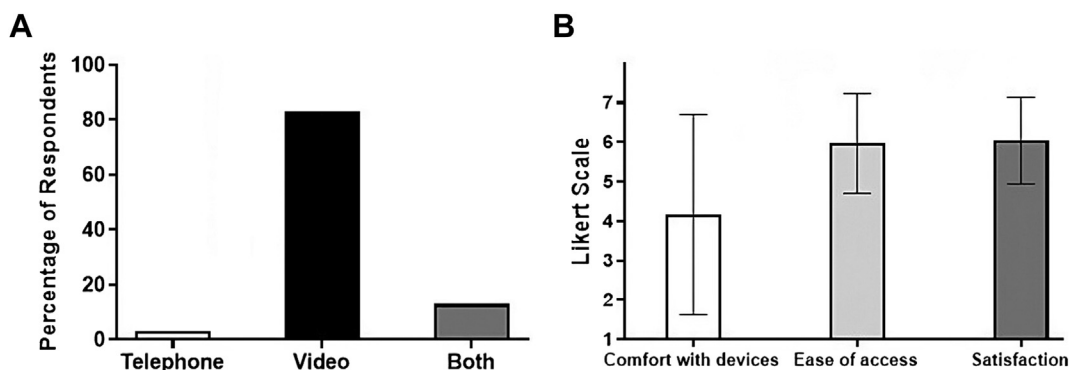 A
Percentage of Respondents
100
80
60
40
20
0
Telephone Video Both
B
Likert Scale
7
6
5
4
3
2
1
Comfort with devices Ease of access Satisfaction